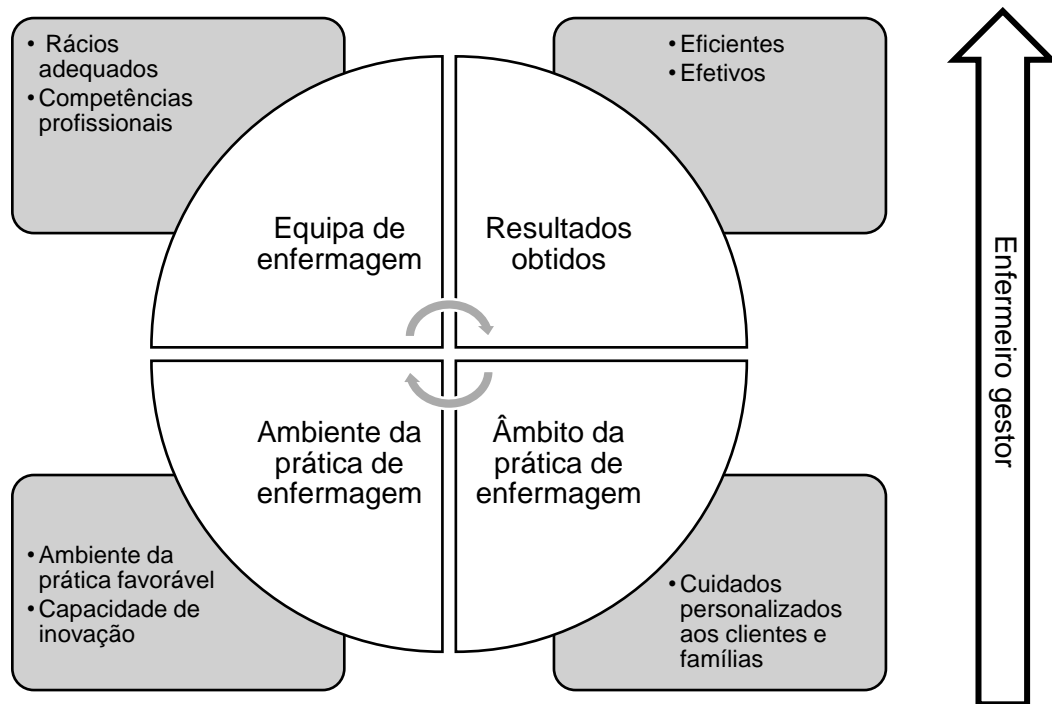 • Rácios
adequados
• Competências
profissionais
• Eficientes
• Efetivos
Equipa de
enfermagem
Resultados
obtidos
Ambiente da
prática de
enfermagem
Âmbito da
prática de
enfermagem
• Ambiente da
prática favorável
• Capacidade de
inovação
• Cuidados
personalizados
aos clientes e
famílias
Enfermeiro gestor